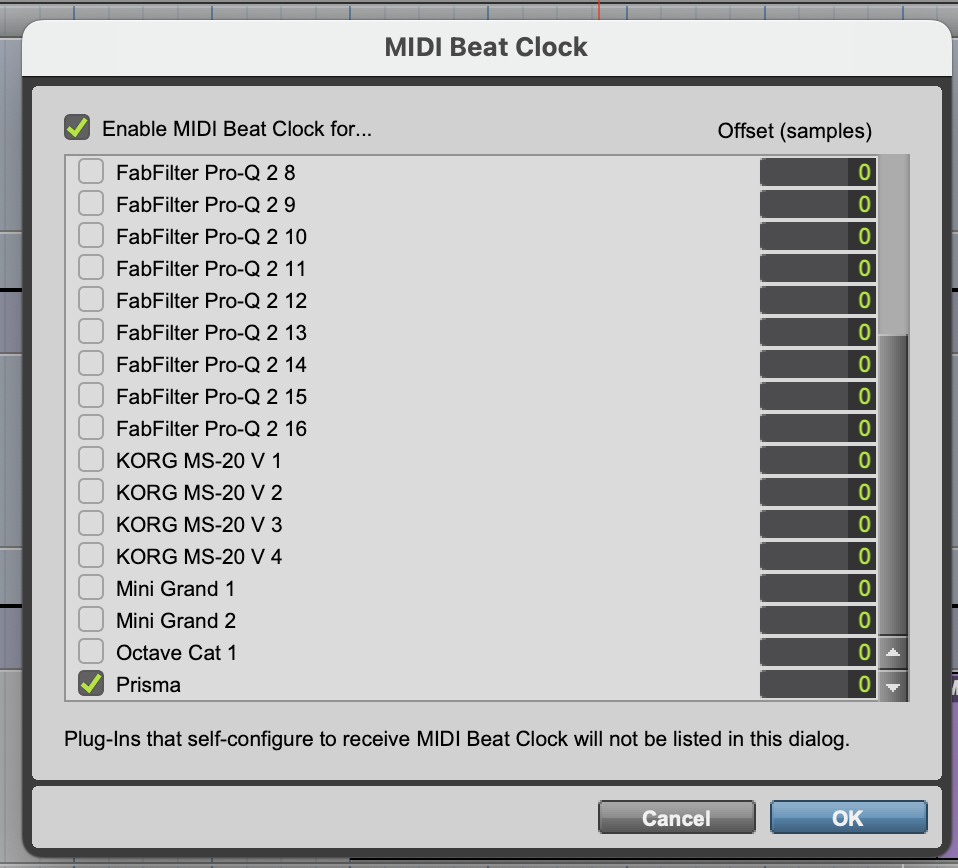 MIDI Beat Clock
Enable MIDI Beat Clock for...
Offset (samples)
FabFilter Pro-Q 2 8 0
FabFilter Pro-Q 2 9 0
FabFilter Pro-Q 2 10 0
FabFilter Pro-Q 2 11 0
FabFilter Pro-Q 2 12 0
FabFilter Pro-Q 2 13 0
FabFilter Pro-Q 2 14 0
FabFilter Pro-Q 2 15 0
FabFilter Pro-Q 2 16 0
KORG MS-20 V 1 0
KORG MS-20 V 2 0
KORG MS-20 V 3 0
KORG MS-20 V 4 0
Mini Grand 1 0
Mini Grand 2 0
Octave Cat 1 0
Prisma 0
Plug-Ins that self-configure to receive MIDI Beat Clock will not be listed in this dialog.
Cancel
OK